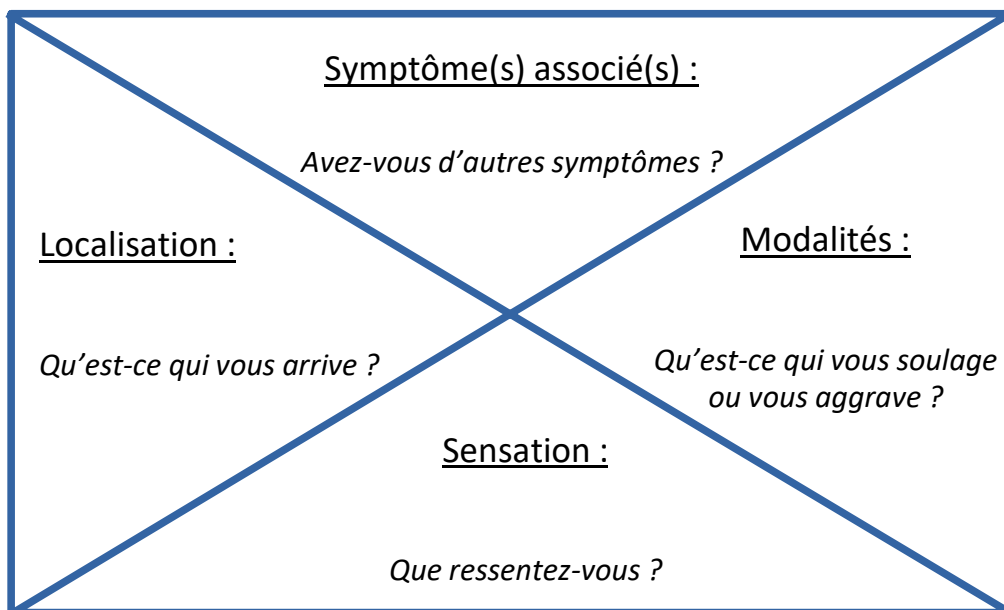 Symptôme(s) associé(s) :
Avez-vous d’autres symptômes ?
Localisation :
Qu’est-ce qui vous arrive ?
Modalités :
Qu’est-ce qui vous soulage
ou vous aggrave ?
Sensation :
Que ressentez-vous ?